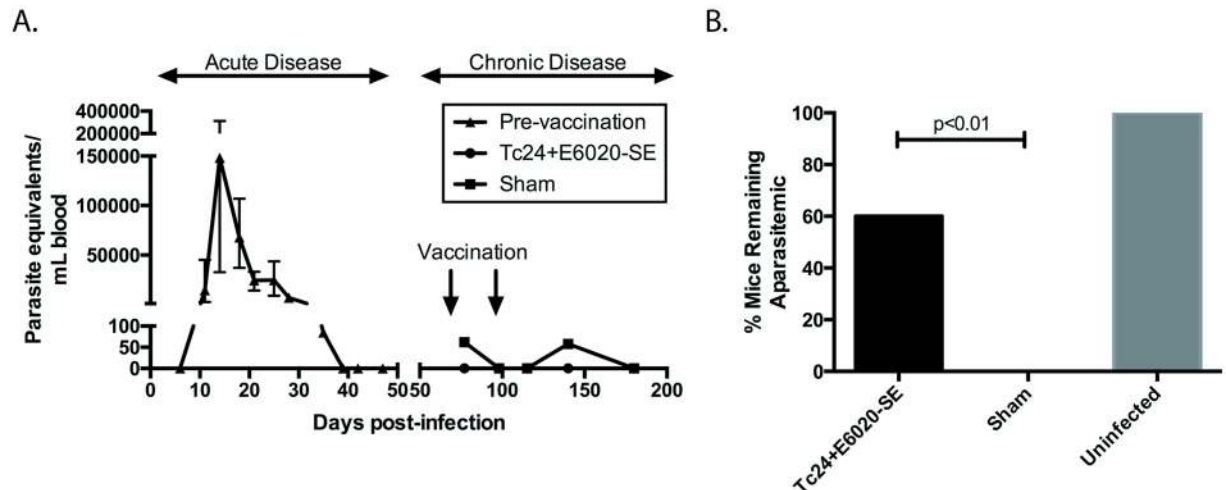 A.
Acute Disease
Chronic Disease
400000
200000
150000
100000
50000
100
50
0
Parasite equivalents/
mL blood
Pre-vaccination
Tc24+E6020-SE
Sham
Vaccination
0 10 20 30 40 50 50 100 150 200
Days post-infection
B.
100
80
60
40
20
0
% Mice Remaining
Aparasitemic
p<0.01
Tc24+E6020-SE
Sham
Uninfected